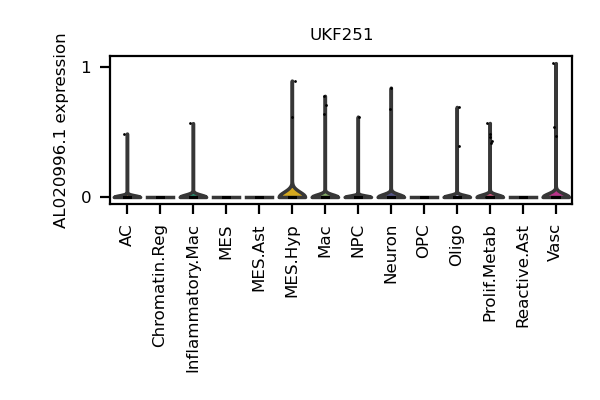 UKF251
AL020996.1 expression
1
0
AC
Chromatin.Reg
Inflammatory.Mac
MES
MES.Ast
MES.Hyp
Mac
NPC
Neuron
OPC
Oligo
Prolif.Metab
Reactive.Ast
Vasc